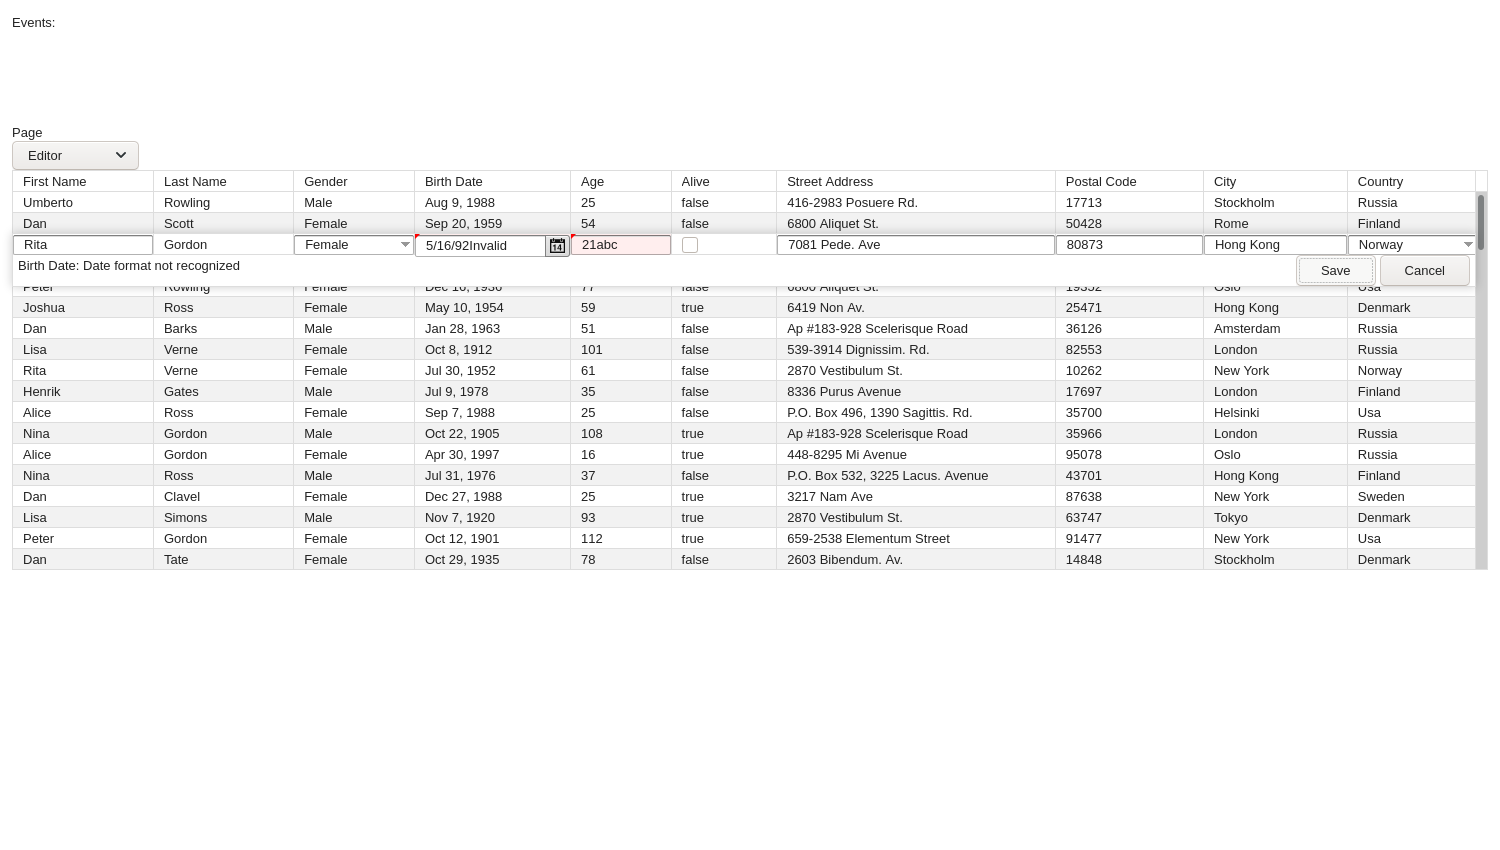 Events:
Page
Editor
First Name Last Name Gender Birth Date Age Alive Street Address Postal Code City Country
Umberto Rowling Male Aug 9, 1988 25 false 416-2983 Posuere Rd. 17713 Stockholm Russia
Dan Scott Female Sep 20, 1959 54 false 6800 Aliquet St. 50428 Rome Finland
Rita Gordon Female 5/16/92Invalid 14 21abc 7081 Pede. Ave 80873 Hong Kong Norway
Birth Date: Date format not recognized Save Cancel
Peter Rowling Female Dec 16, 1936 77 false 6800 Aliquet St. 19352 Oslo Usa
Joshua Ross Female May 10, 1954 59 true 6419 Non Av. 25471 Hong Kong Denmark
Dan Barks Male Jan 28, 1963 51 false Ap #183-928 Scelerisque Road 36126 Amsterdam Russia
Lisa Verne Female Oct 8, 1912 101 false 539-3914 Dignissim. Rd. 82553 London Russia
Rita Verne Female Jul 30, 1952 61 false 2870 Vestibulum St. 10262 New York Norway
Henrik Gates Male Jul 9, 1978 35 false 8336 Purus Avenue 17697 London Finland
Alice Ross Female Sep 7, 1988 25 false P.O. Box 496, 1390 Sagittis. Rd. 35700 Helsinki Usa
Nina Gordon Male Oct 22, 1905 108 true Ap #183-928 Scelerisque Road 35966 London Russia
Alice Gordon Female Apr 30, 1997 16 true 448-8295 Mi Avenue 95078 Oslo Russia
Nina Ross Male Jul 31, 1976 37 false P.O. Box 532, 3225 Lacus. Avenue 43701 Hong Kong Finland
Dan Clavel Female Dec 27, 1988 25 true 3217 Nam Ave 87638 New York Sweden
Lisa Simons Male Nov 7, 1920 93 true 2870 Vestibulum St. 63747 Tokyo Denmark
Peter Gordon Female Oct 12, 1901 112 true 659-2538 Elementum Street 91477 New York Usa
Dan Tate Female Oct 29, 1935 78 false 2603 Bibendum. Av. 14848 Stockholm Denmark